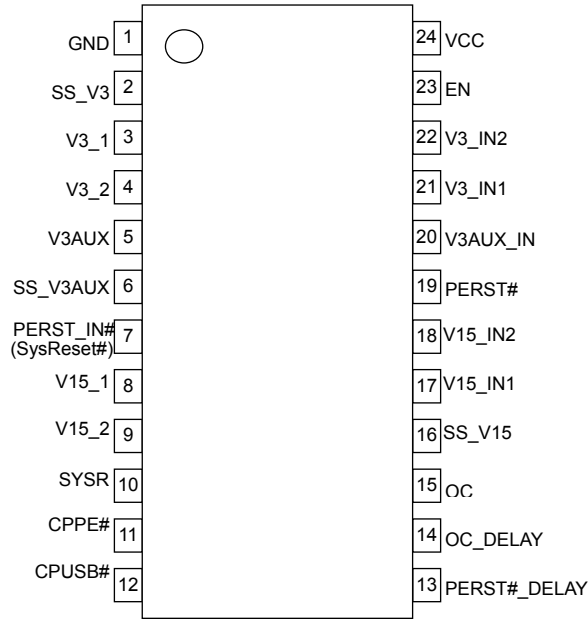 GND 1 24 VCC
SS_V3 2 23 EN
V3_1 3 22 V3_IN2
V3_2 4 21 V3_IN1
V3AUX 5 20 V3AUX_IN
SS_V3AUX 6 19 PERST#
PERST_IN# 7 18 V15_IN2
(SysReset#)
V15_1 8 17 V15_IN1
V15_2 9 16 SS_V15
SYSR 10 15 OC
CPPE# 11 14 OC_DELAY
CPUSB# 12 13 PERST#_DELAY